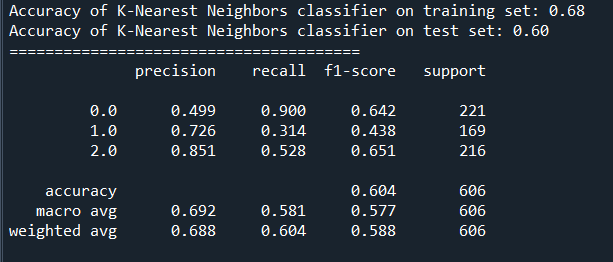 Accuracy of K-Nearest Neighbors classifier on training set: 0.68
Accuracy of K-Nearest Neighbors classifier on test set: 0.60
=======================================
precision recall f1-score support
0.0 0.499 0.900 0.642 221
1.0 0.726 0.314 0.438 169
2.0 0.851 0.528 0.651 216
accuracy 0.604 606
macro avg 0.692 0.581 0.577 606
weighted avg 0.688 0.604 0.588 606